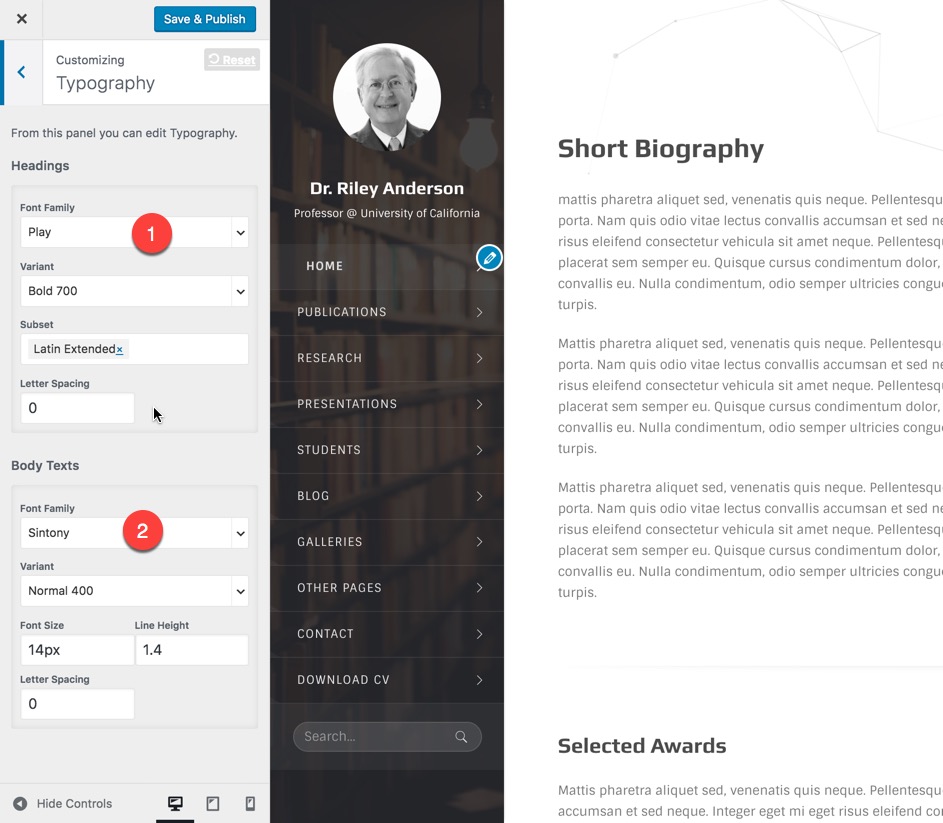 Save & Publish
Customizing
Reset
Typography
From this panel you can edit Typography.
Headings
Font Family
Play
1
Variant
Bold 700
Subset
Latin Extended×
Letter Spacing
0
Body Texts
Font Family
Sintony
2
Variant
Normal 400
Font Size
Line Height
14px
1.4
Letter Spacing
0
Hide Controls
Dr. Riley Anderson
Professor @ University of California
HOME
PUBLICATIONS
RESEARCH
PRESENTATIONS
STUDENTS
BLOG
GALLERIES
OTHER PAGES
CONTACT
DOWNLOAD CV
Search...
Short Biography
mattis pharetra aliquet sed, venenatis quis neque. Pellentesqu
porta. Nam quis odio vitae lectus convallis accumsan et sed ne
risus eleifend consectetur vehicula sit amet neque. Pellentesq
placerat sem semper eu. Quisque cursus condimentum dolor,
convallis eu. Nulla condimentum, odio semper ultricies congu
turpis.
Mattis pharetra aliquet sed, venenatis quis neque. Pellentesqu
porta. Nam quis odio vitae lectus convallis accumsan et sed ne
risus eleifend consectetur vehicula sit amet neque. Pellentesq
placerat sem semper eu. Quisque cursus condimentum dolor,
convallis eu. Nulla condimentum, odio semper ultricies congu
turpis.
Mattis pharetra aliquet sed, venenatis quis neque. Pellentesqu
porta. Nam quis odio vitae lectus convallis accumsan et sed ne
risus eleifend consectetur vehicula sit amet neque. Pellentesq
placerat sem semper eu. Quisque cursus condimentum dolor,
convallis eu. Nulla condimentum, odio semper ultricies congu
turpis.
Selected Awards
Mattis pharetra aliquet sed, venenatis quis neque. Pellentesqu
accumsan et sed neque. Integer eget mi eget risus eleifend co